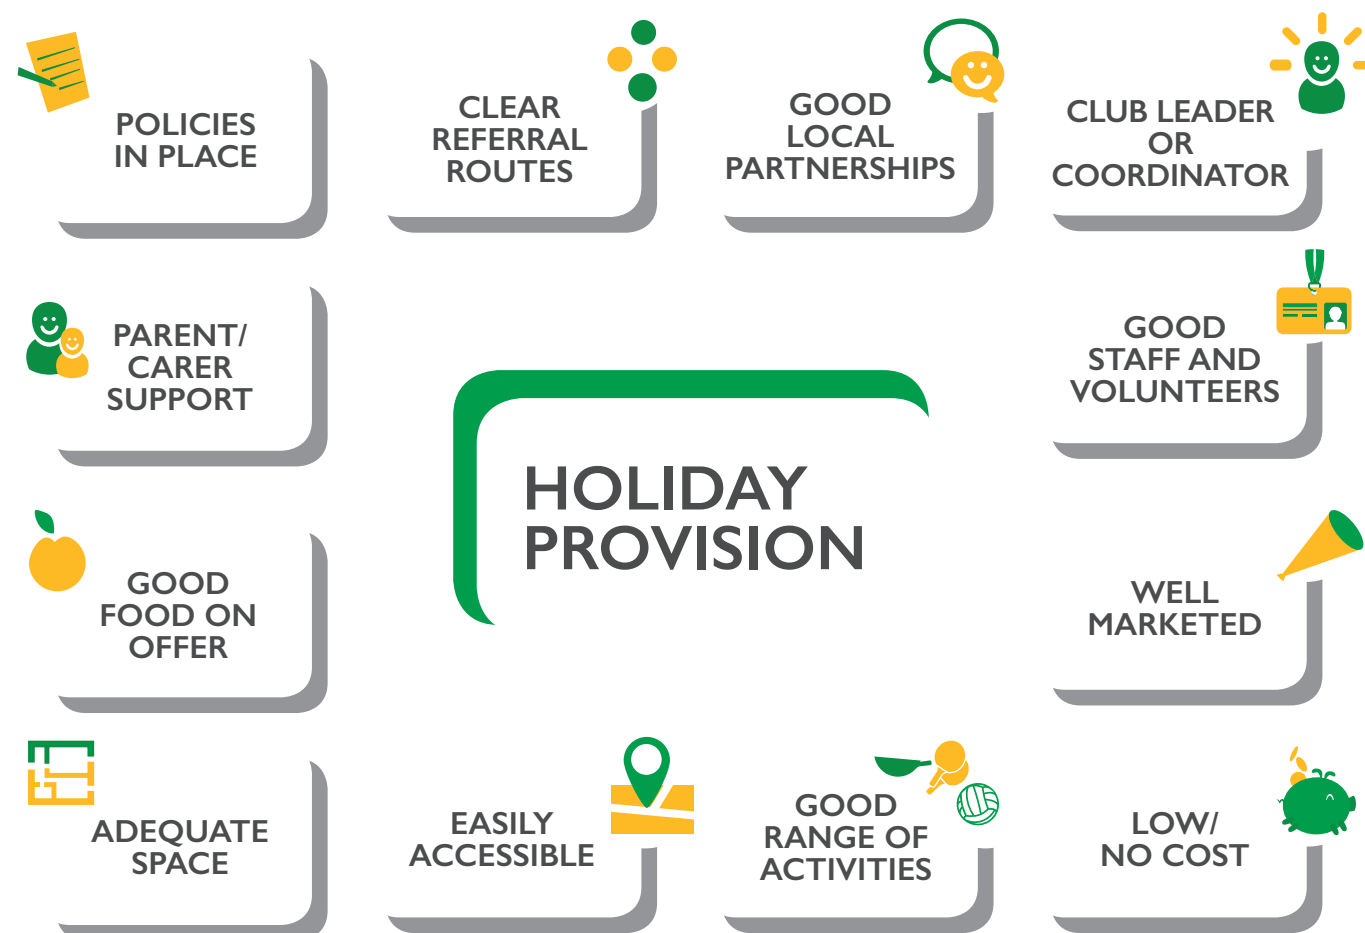 POLICIES
IN PLACE
CLEAR
REFERRAL
ROUTES
GOOD
LOCAL
PARTNERSHIPS
CLUB LEADER
OR
COORDINATOR
PARENT/
CARER
SUPPORT
GOOD
STAFF AND
VOLUNTEERS
HOLIDAY
PROVISION
GOOD
FOOD ON
OFFER
WELL
MARKETED
ADEQUATE
SPACE
EASILY
ACCESSIBLE
GOOD
RANGE OF
ACTIVITIES
LOW/
NO COST